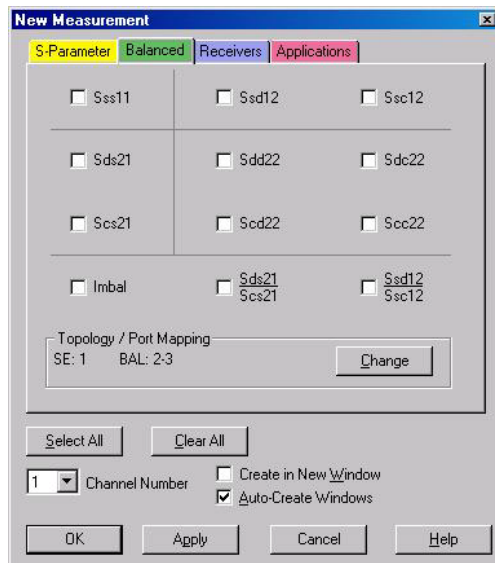 New Measurement
S-Parameter Balanced Receivers Applications
Sss11 Ssd12 Ssc12
Sds21 Sdd22 Sdc22
Scs21 Scd22 Scc22
Imbal Sds21 Ssd12
Scs21 Ssc12
Topology / Port Mapping
SE: 1 BAL: 2-3 Change
Select All Clear All
1 Channel Number Create in New Window
Auto-Create Windows
OK Apply Cancel Help